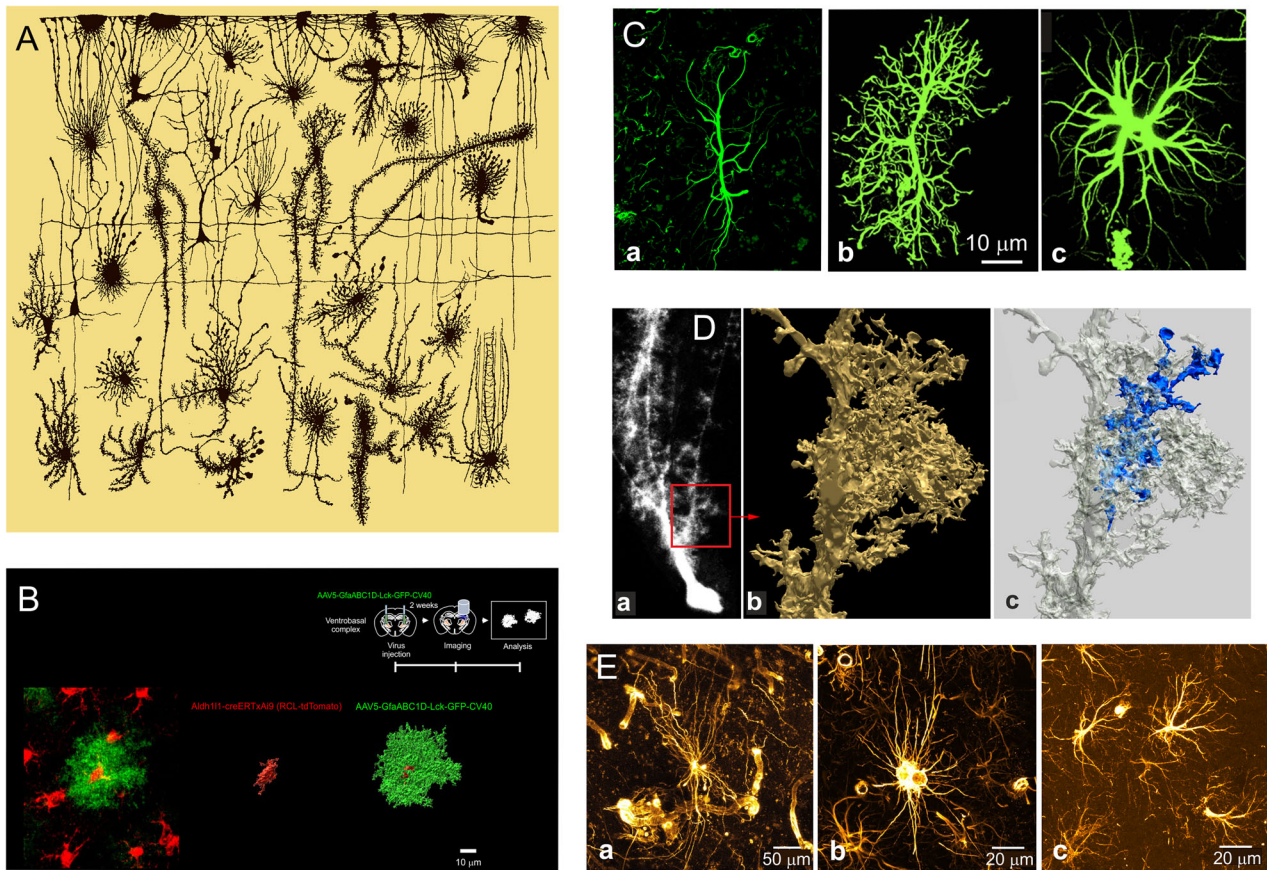 A
B
AAV5-GfaABC1D-Lck-GFP-CV40
2 weeks
Ventrobasal
complex
Virus
injection
Imaging
Analysis
Aldh1l1-creERTxAi9 (RCL-tdTomato)
AAV5-GfaABC1D-Lck-GFP-CV40
10 μm
C
a
b
10 μm
c
D
a
b
c
E
a
50 μm
b
20 μm
c
20 μm